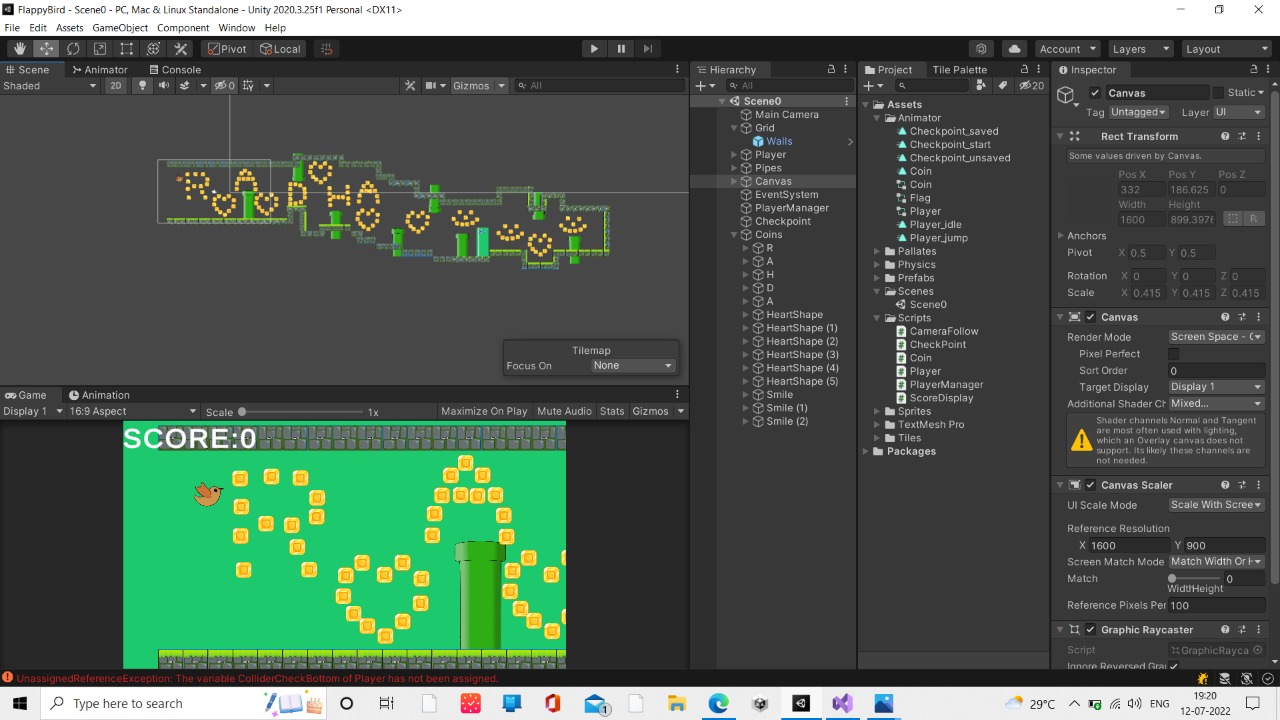 FlappyBird - Scene0 - PC, Mac & Linux Standalone - Unity 2020.3.25f1 Personal <DX11>
File Edit Assets GameObject Component Window Help
Pivot Local Account Layers Layout
Scene Animator Console
Shaded 2D 0 Gizmos All
Tilemap
Focus On None
Game Animation
Display 1 16:9 Aspect Scale 1x Maximize On Play Mute Audio Stats Gizmos
SCORE:0
Hierarchy
All
Scene0
Main Camera
Grid
Walls
Player
Pipes
Canvas
EventSystem
PlayerManager
Checkpoint
Coins
R
A
H
D
A
HeartShape
HeartShape (1)
HeartShape (2)
HeartShape (3)
HeartShape (4)
HeartShape (5)
Smile
Smile (1)
Smile (2)
Project Tile Palette
20
Assets
Animator
Checkpoint_saved
Checkpoint_start
Checkpoint_unsaved
Coin
Coin
Flag
Player
Player_idle
Player_jump
Pallates
Physics
Prefabs
Scenes
Scene0
Scripts
CameraFollow
CheckPoint
Coin
Player
PlayerManager
ScoreDisplay
Sprites
TextMesh Pro
Tiles
Packages
Inspector
Canvas Static
Tag Untagged Layer UI
Rect Transform
Some values driven by Canvas.
Pos X Pos Y Pos Z
332 186.625 0
Width Height
1600 899.3976 R
Anchors
Pivot X 0.5 Y 0.5
Rotation X 0 Y 0 Z 0
Scale X 0.415 Y 0.415 Z 0.415
Canvas
Render Mode Screen Space - O
Pixel Perfect
Sort Order 0
Target Display Display 1
Additional Shader Ch Mixed...
Shader channels Normal and Tangent
are most often used with lighting,
which an Overlay canvas does not
support. Its likely these channels are
not needed.
Canvas Scaler
UI Scale Mode Scale With Scree
Reference Resolution
X 1600 Y 900
Screen Match Mode Match Width Or H
Match 0
Width Height
Reference Pixels Per 100
Graphic Raycaster
Script GraphicRayca
Ignore Reversed Gra
UnassignedReferenceException: The variable ColliderCheckBottom of Player has not been assigned.
Type here to search
1
29°C
ENG
19:20
12-07-2022